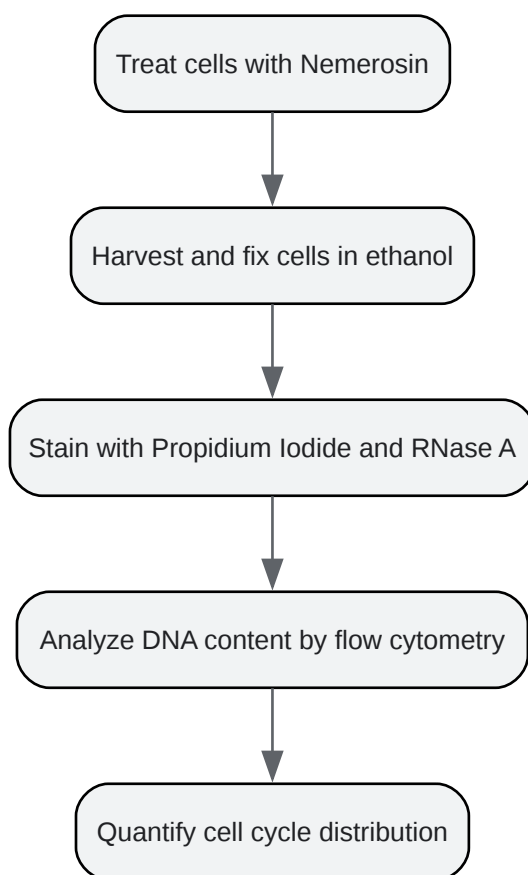 Treat cells with Nemerosin
Harvest and fix cells in ethanol
Stain with Propidium Iodide and RNase A
Analyze DNA content by flow cytometry
Quantify cell cycle distribution